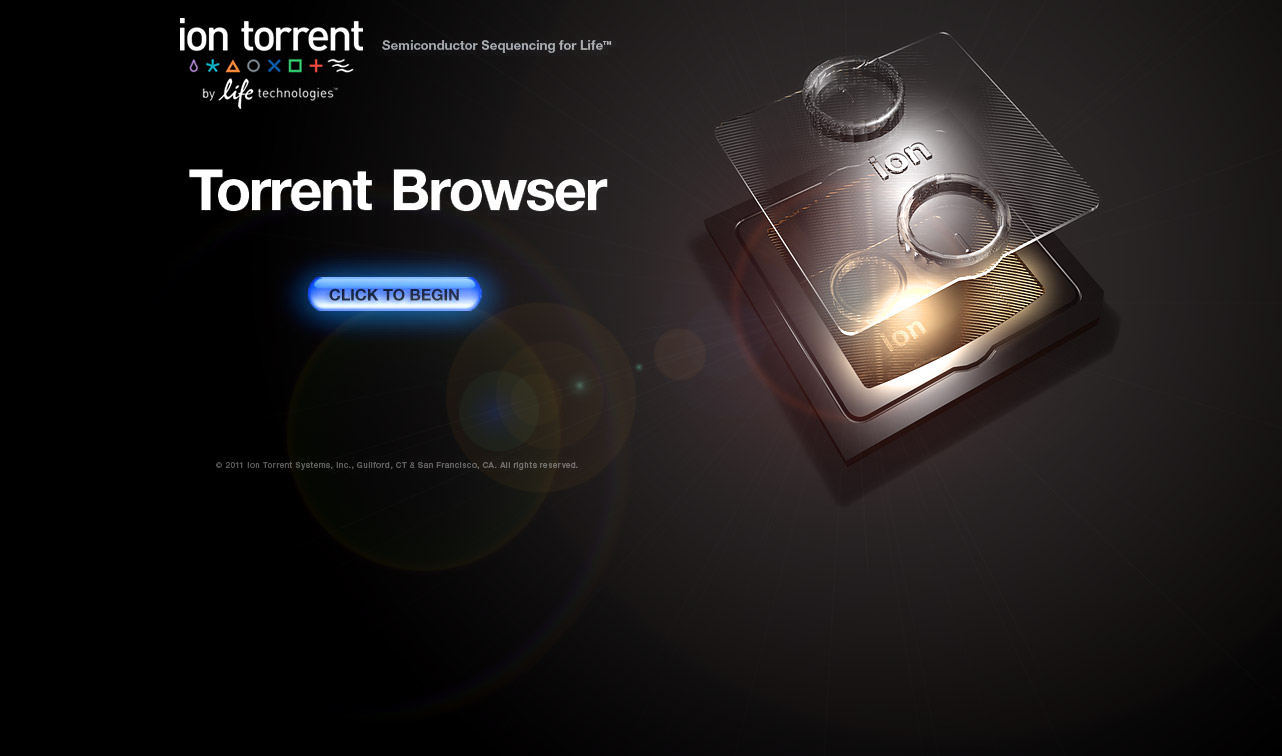 ion torrent
Semiconductor Sequencing for Life™
by life technologies™
Torrent Browser
CLICK TO BEGIN
ion
ion
© 2011 Ion Torrent Systems, Inc., Guilford, CT & San Francisco, CA. All rights reserved.